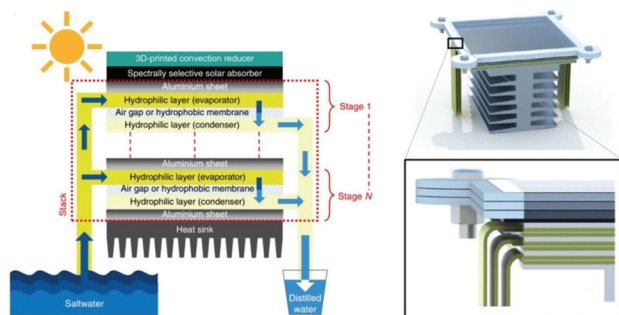 3D-printed convection reducer
Spectrally selective solar absorber
Aluminium sheet
Hydrophilic layer (evaporator)
Air gap or hydrophobic membrane
Hydrophilic layer (condenser)
Stage 1
Aluminium sheet
Hydrophilic layer (evaporator)
Air gap or hydrophobic membrane
Hydrophilic layer (condenser)
Stage N
Aluminium sheet
Stack
Heat sink
Saltwater
Distilled
water